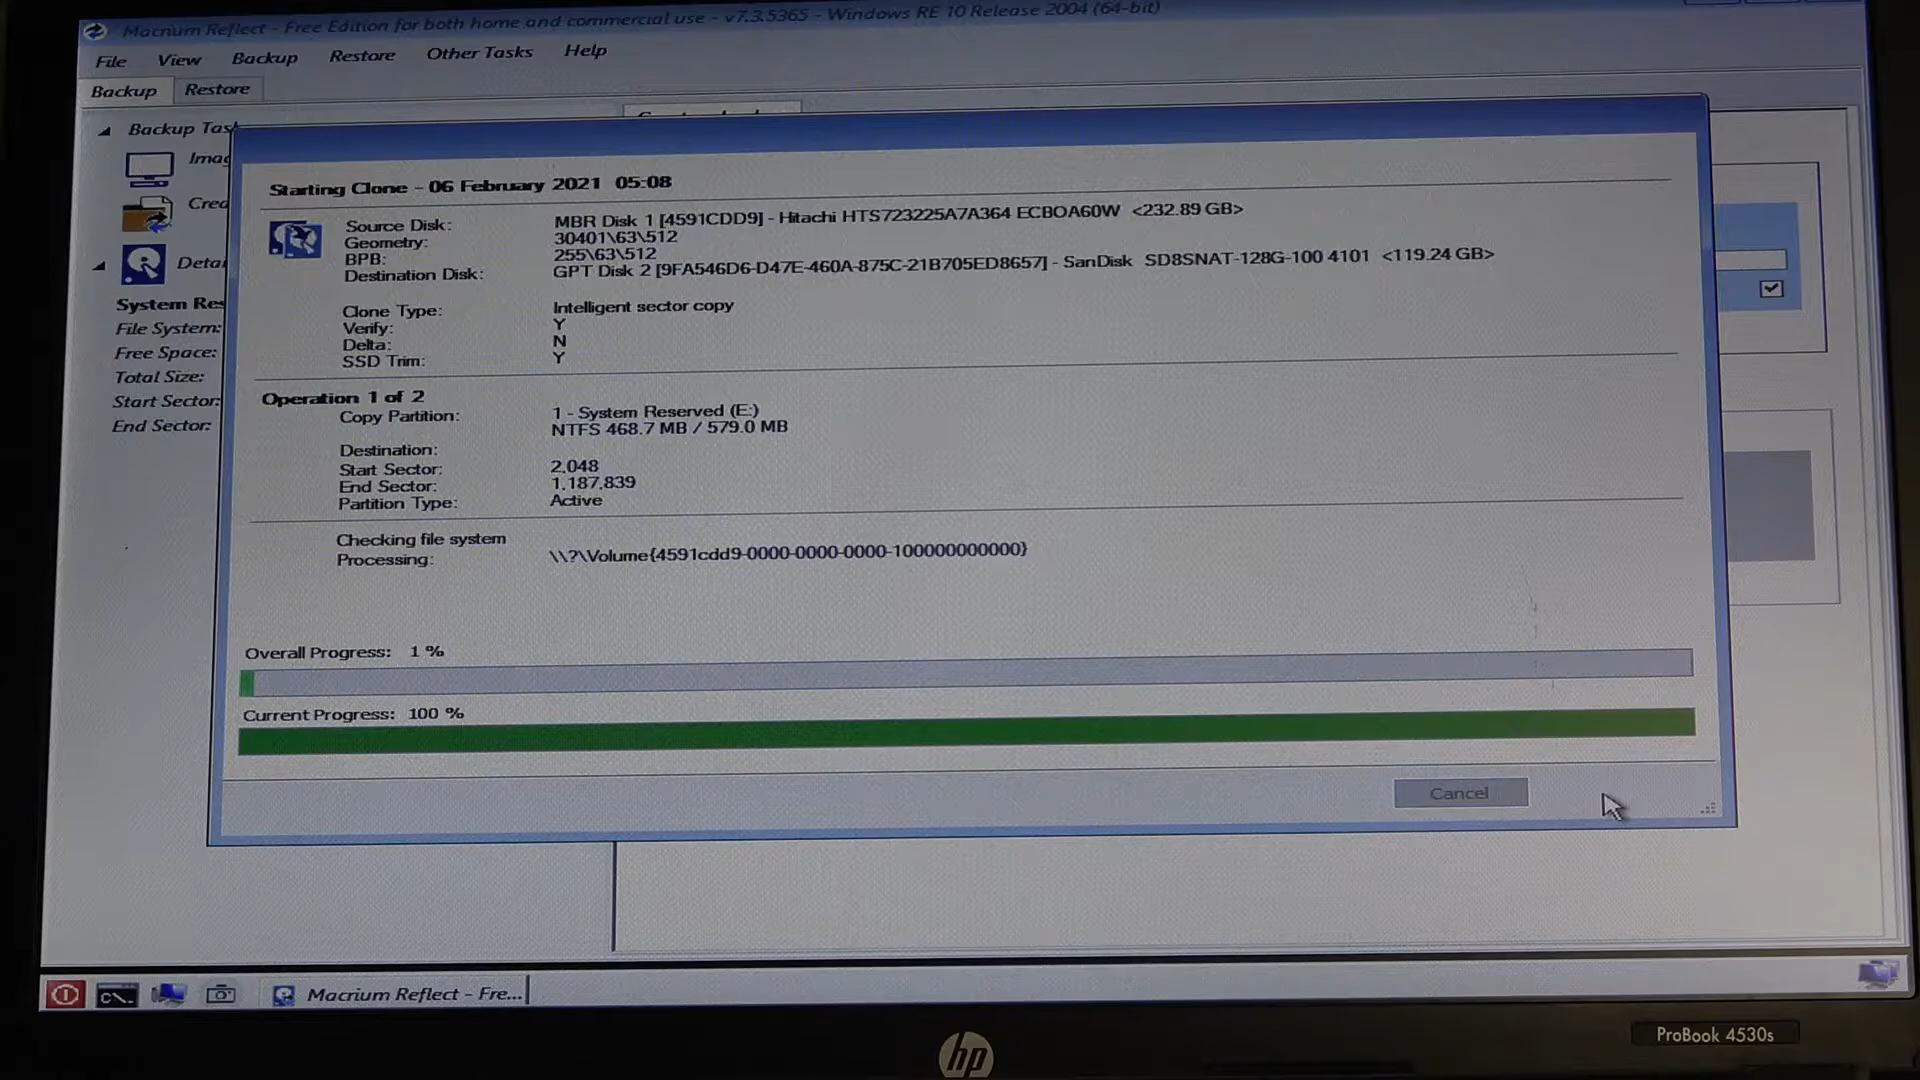 Macrium Reflect - Free Edition for both home and commercial use - v7.3.5365 - Windows RE 10 Release 2004 (64-bit)
File View Backup Restore Other Tasks Help
Backup Restore
Backup Tas
Imag
Crea
Detai
System Res
File System:
Free Space:
Total Size:
Start Sector:
End Sector:
Starting Clone - 06 February 2021 05:08
Source Disk: MBR Disk 1 [4591CDD9] - Hitachi HTS723225A7A364 ECBOA60W <232.89 GB>
Geometry: 30401\63\512
BPB: 255\63\512
Destination Disk: GPT Disk 2 [9FA546D6-D47E-460A-875C-21B705ED8657] - SanDisk SD8SNAT-128G-100 4101 <119.24 GB>
Clone Type: Intelligent sector copy
Verify: Y
Delta: N
SSD Trim: Y
Operation 1 of 2
Copy Partition: 1 - System Reserved (E:)
NTFS 468.7 MB / 579.0 MB
Destination:
Start Sector: 2,048
End Sector: 1,187,839
Partition Type: Active
Checking file system
Processing: \\?\Volume{4591cdd9-0000-0000-0000-100000000000}
Overall Progress: 1 %
Current Progress: 100 %
Cancel
C:\.
Macrium Reflect - Fre...
hp
ProBook 4530s